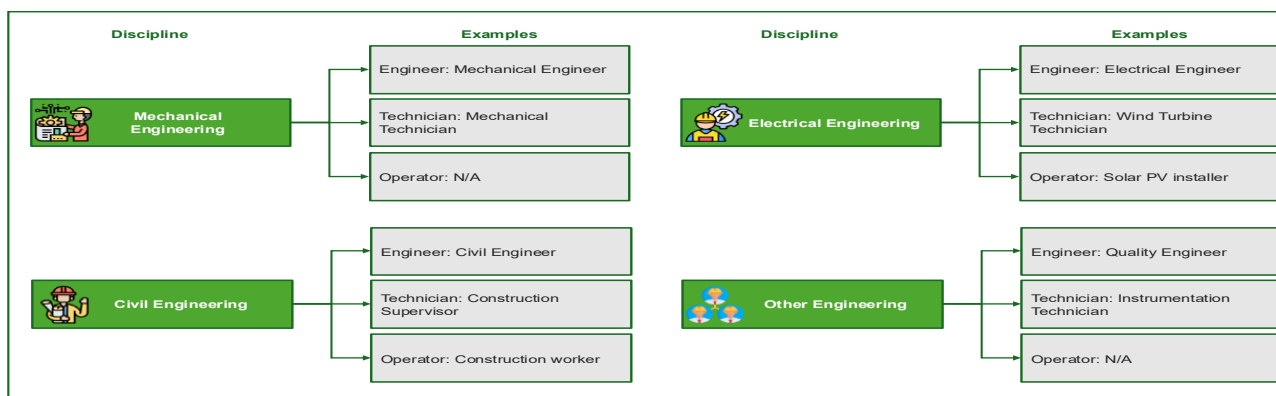 Discipline
Examples
Mechanical
Engineering
Engineer: Mechanical Engineer
Technician: Mechanical
Technician
Operator: N/A
Civil Engineering
Engineer: Civil Engineer
Technician: Construction
Supervisor
Operator: Construction worker
Discipline
Examples
Electrical Engineering
Engineer: Electrical Engineer
Technician: Wind Turbine
Technician
Operator: Solar PV installer
Other Engineering
Engineer: Quality Engineer
Technician: Instrumentation
Technician
Operator: N/A